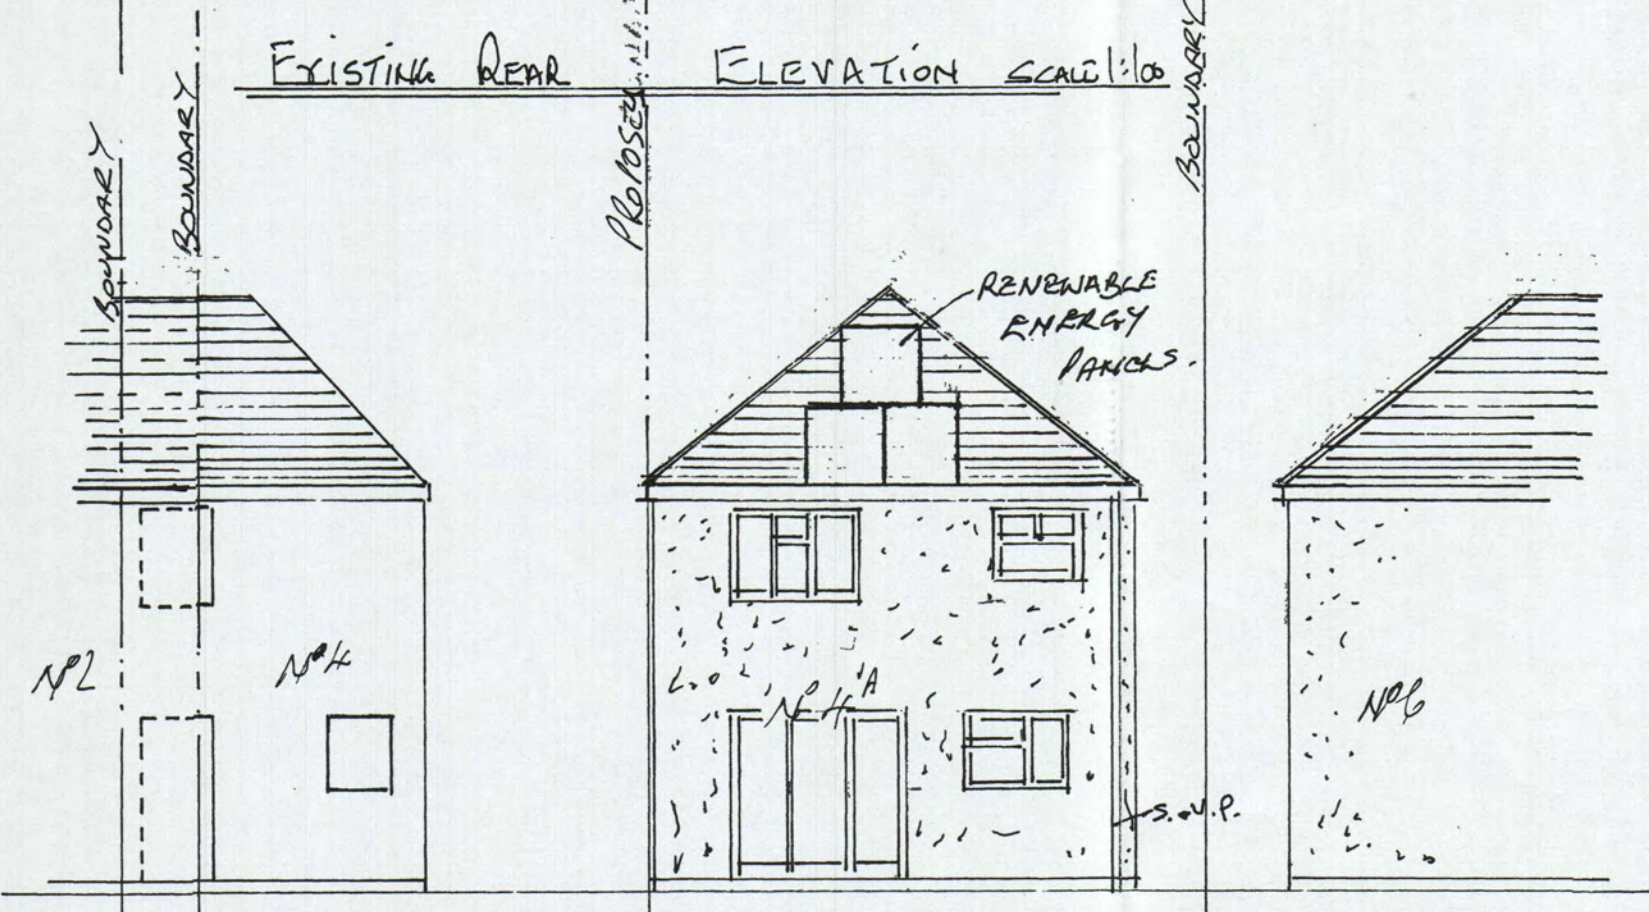 EXISTING REAR ELEVATION SCALE 1:100
BOUNDARY
BOUNDARY
PROPOSED
BOUNDARY
RENEWABLE
ENERGY
PANELS.
Nº2
Nº4
Nº4A
Nº6
S.V.P.